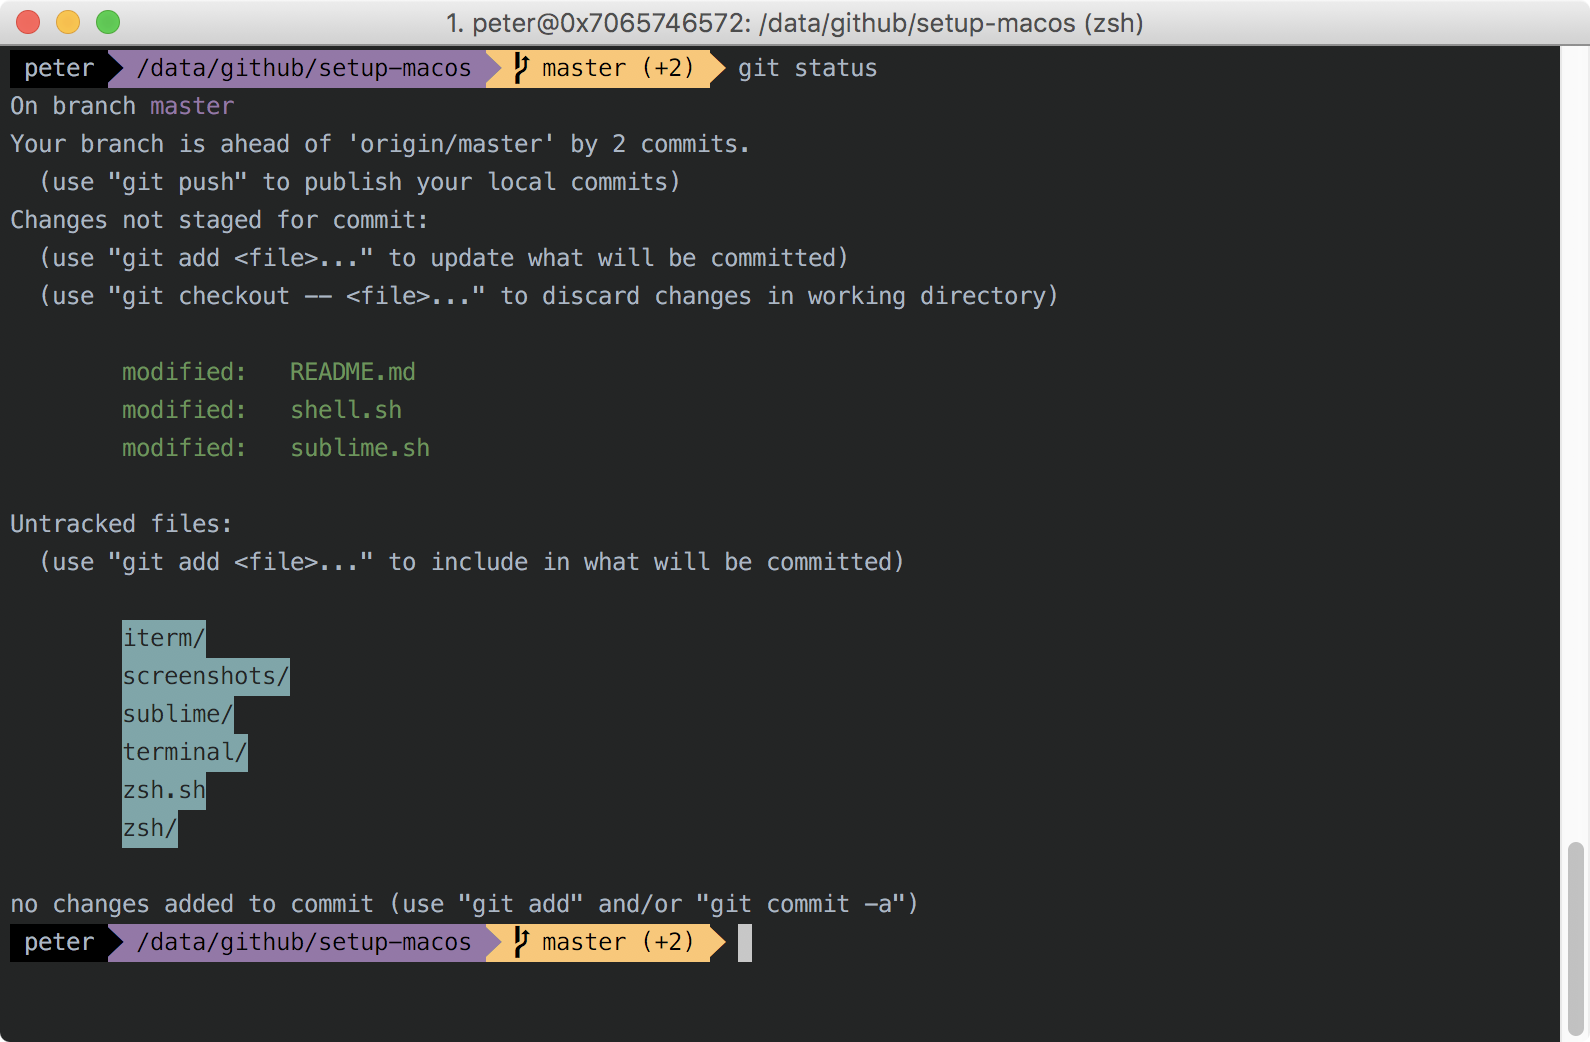 1. peter@0x7065746572: /data/github/setup-macos (zsh)
peter /data/github/setup-macos master (+2) git status
On branch master
Your branch is ahead of 'origin/master' by 2 commits.
  (use "git push" to publish your local commits)
Changes not staged for commit:
  (use "git add <file>..." to update what will be committed)
  (use "git checkout -- <file>..." to discard changes in working directory)
        modified:   README.md
        modified:   shell.sh
        modified:   sublime.sh
Untracked files:
  (use "git add <file>..." to include in what will be committed)
        iterm/
        screenshots/
        sublime/
        terminal/
        zsh.sh
        zsh/
no changes added to commit (use "git add" and/or "git commit -a")
peter /data/github/setup-macos master (+2)